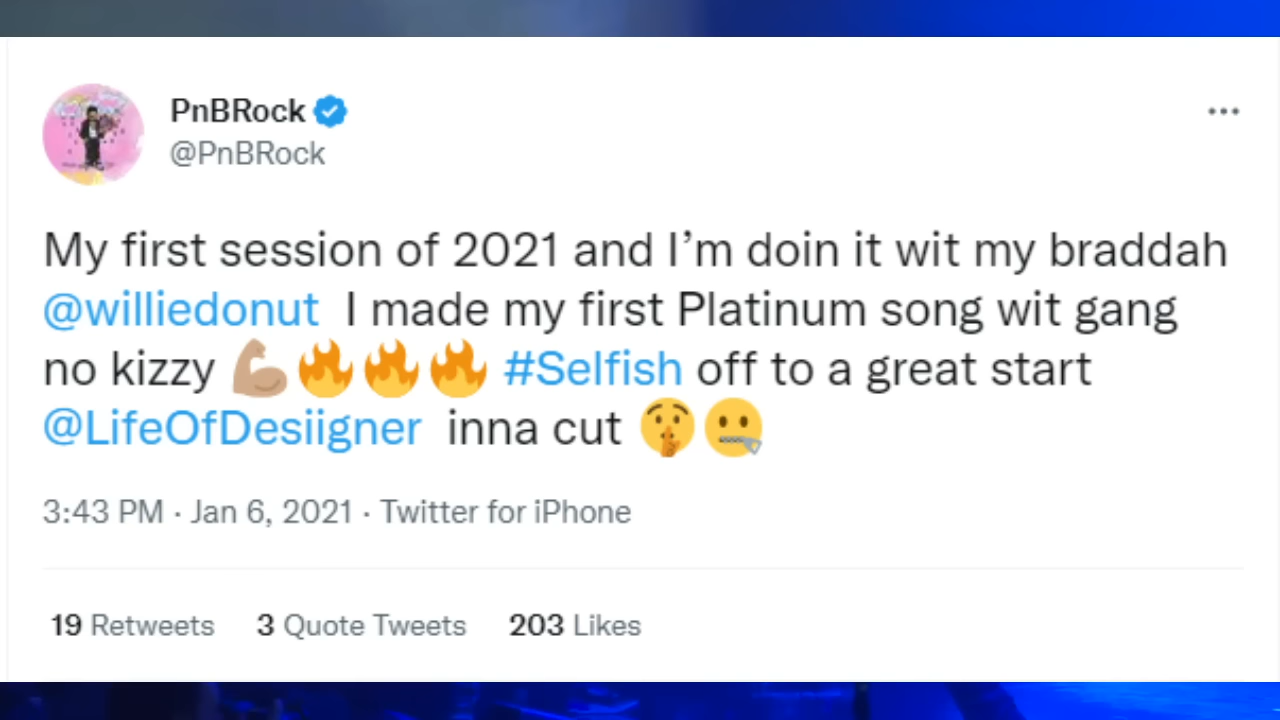 PnBRock
@PnBRock
My first session of 2021 and I’m doin it wit my braddah
@williedonut I made my first Platinum song wit gang
no kizzy 💪🏽🔥🔥🔥 #Selfish off to a great start
@LifeOfDesiigner inna cut 🤫🤐
3:43 PM · Jan 6, 2021 · Twitter for iPhone
19 Retweets 3 Quote Tweets 203 Likes